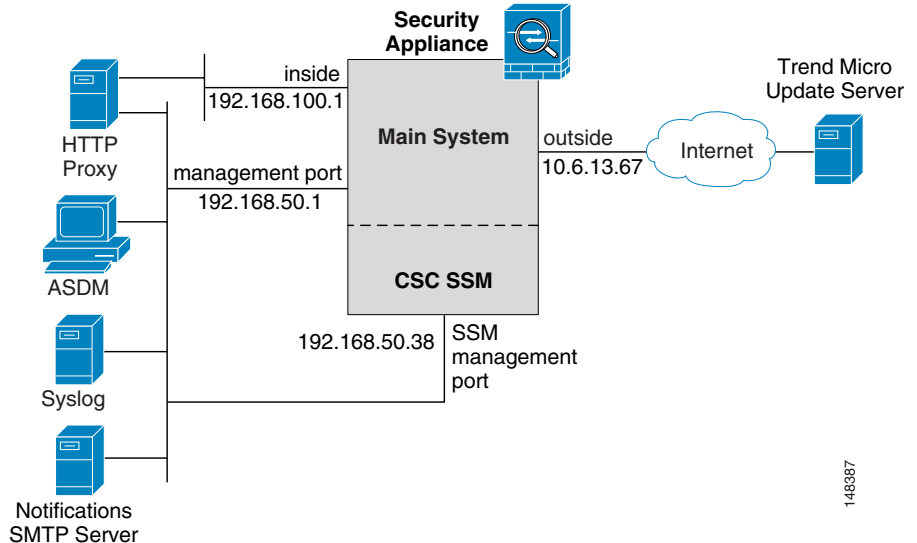 Security
Appliance
inside
192.168.100.1
HTTP
Proxy
Main System
outside
10.6.13.67
Internet
Trend Micro
Update Server
management port
192.168.50.1
ASDM
CSC SSM
192.168.50.38
SSM
management
port
Syslog
Notifications
SMTP Server
148387